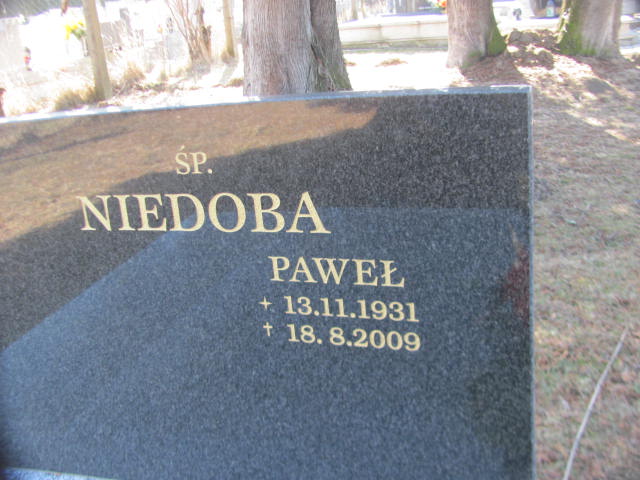 ŚP.
NIEDOBA
PAWEŁ
+ 13.11.1931
† 18.8.2009